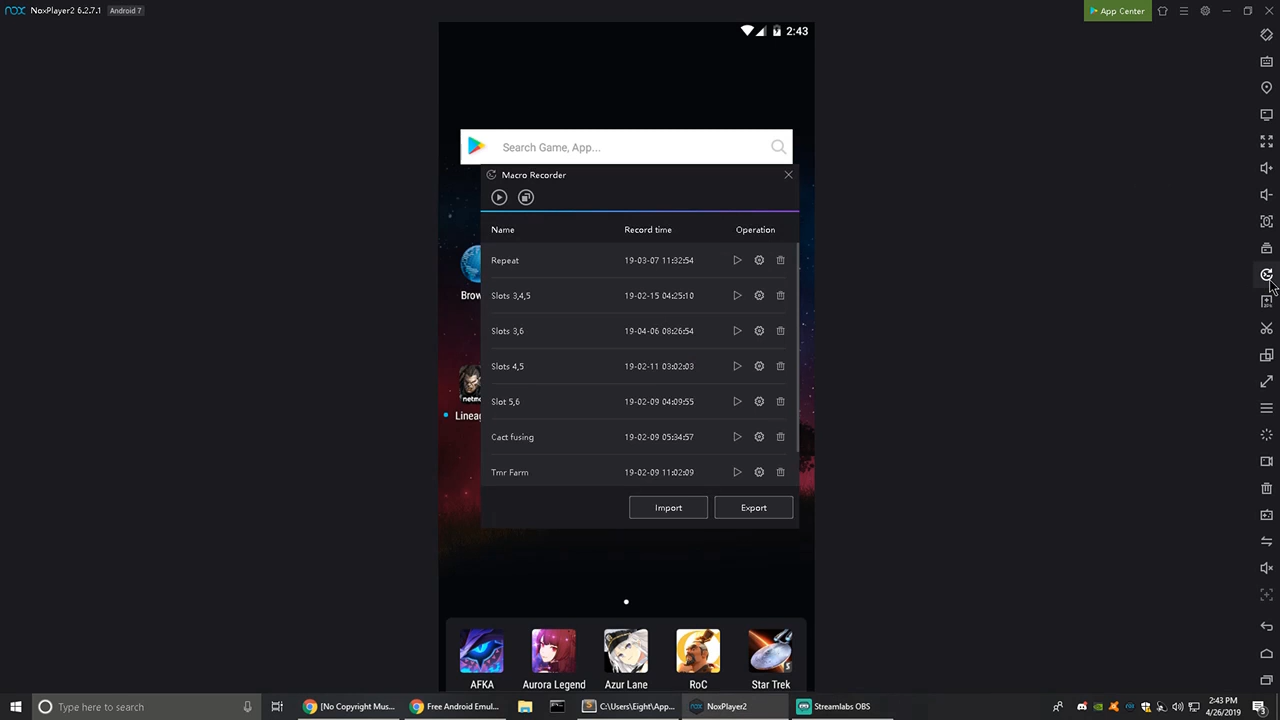 nox NoxPlayer2 6.2.7.1 Android 7 App Center
2:43
Search Game, App...
Macro Recorder
Name Record time Operation
Repeat 19-03-07 11:32:54
Slots 3,4,5 19-02-15 04:25:10
Slots 3,6 19-04-06 08:26:54
Slots 4,5 19-02-11 03:02:03
Slot 5,6 19-02-09 04:09:55
Cact fusing 19-02-09 05:34:57
Tmr Farm 19-02-09 11:02:09
Import Export
Brow
netm
Lineag
AFKA Aurora Legend Azur Lane RoC Star Trek
Type here to search
[No Copyright Mus...
Free Android Emul...
C:\Users\Eight\App...
nox NoxPlayer2
Streamlabs OBS
2:43 PM
4/26/2019